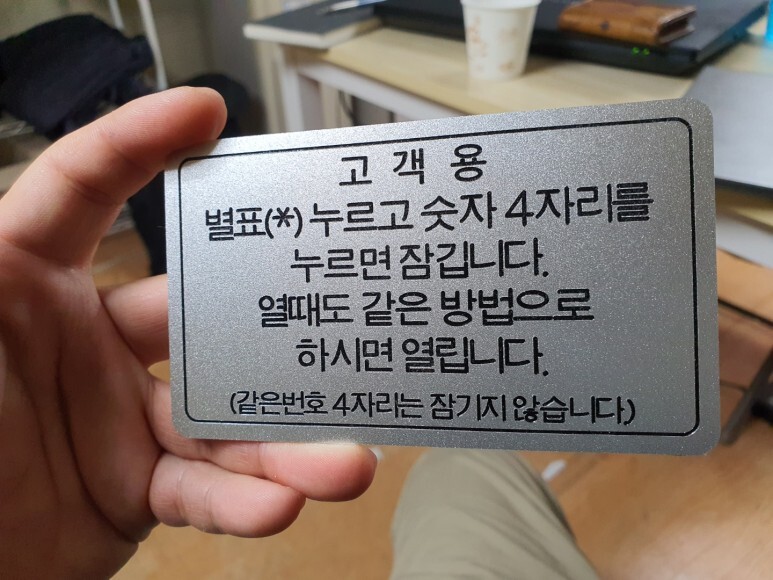 고객용
별표(*) 누르고 숫자 4자리를
누르면 잠깁니다.
열때도 같은 방법으로
하시면 열립니다.
(같은번호 4자리는 잠기지 않습니다.)